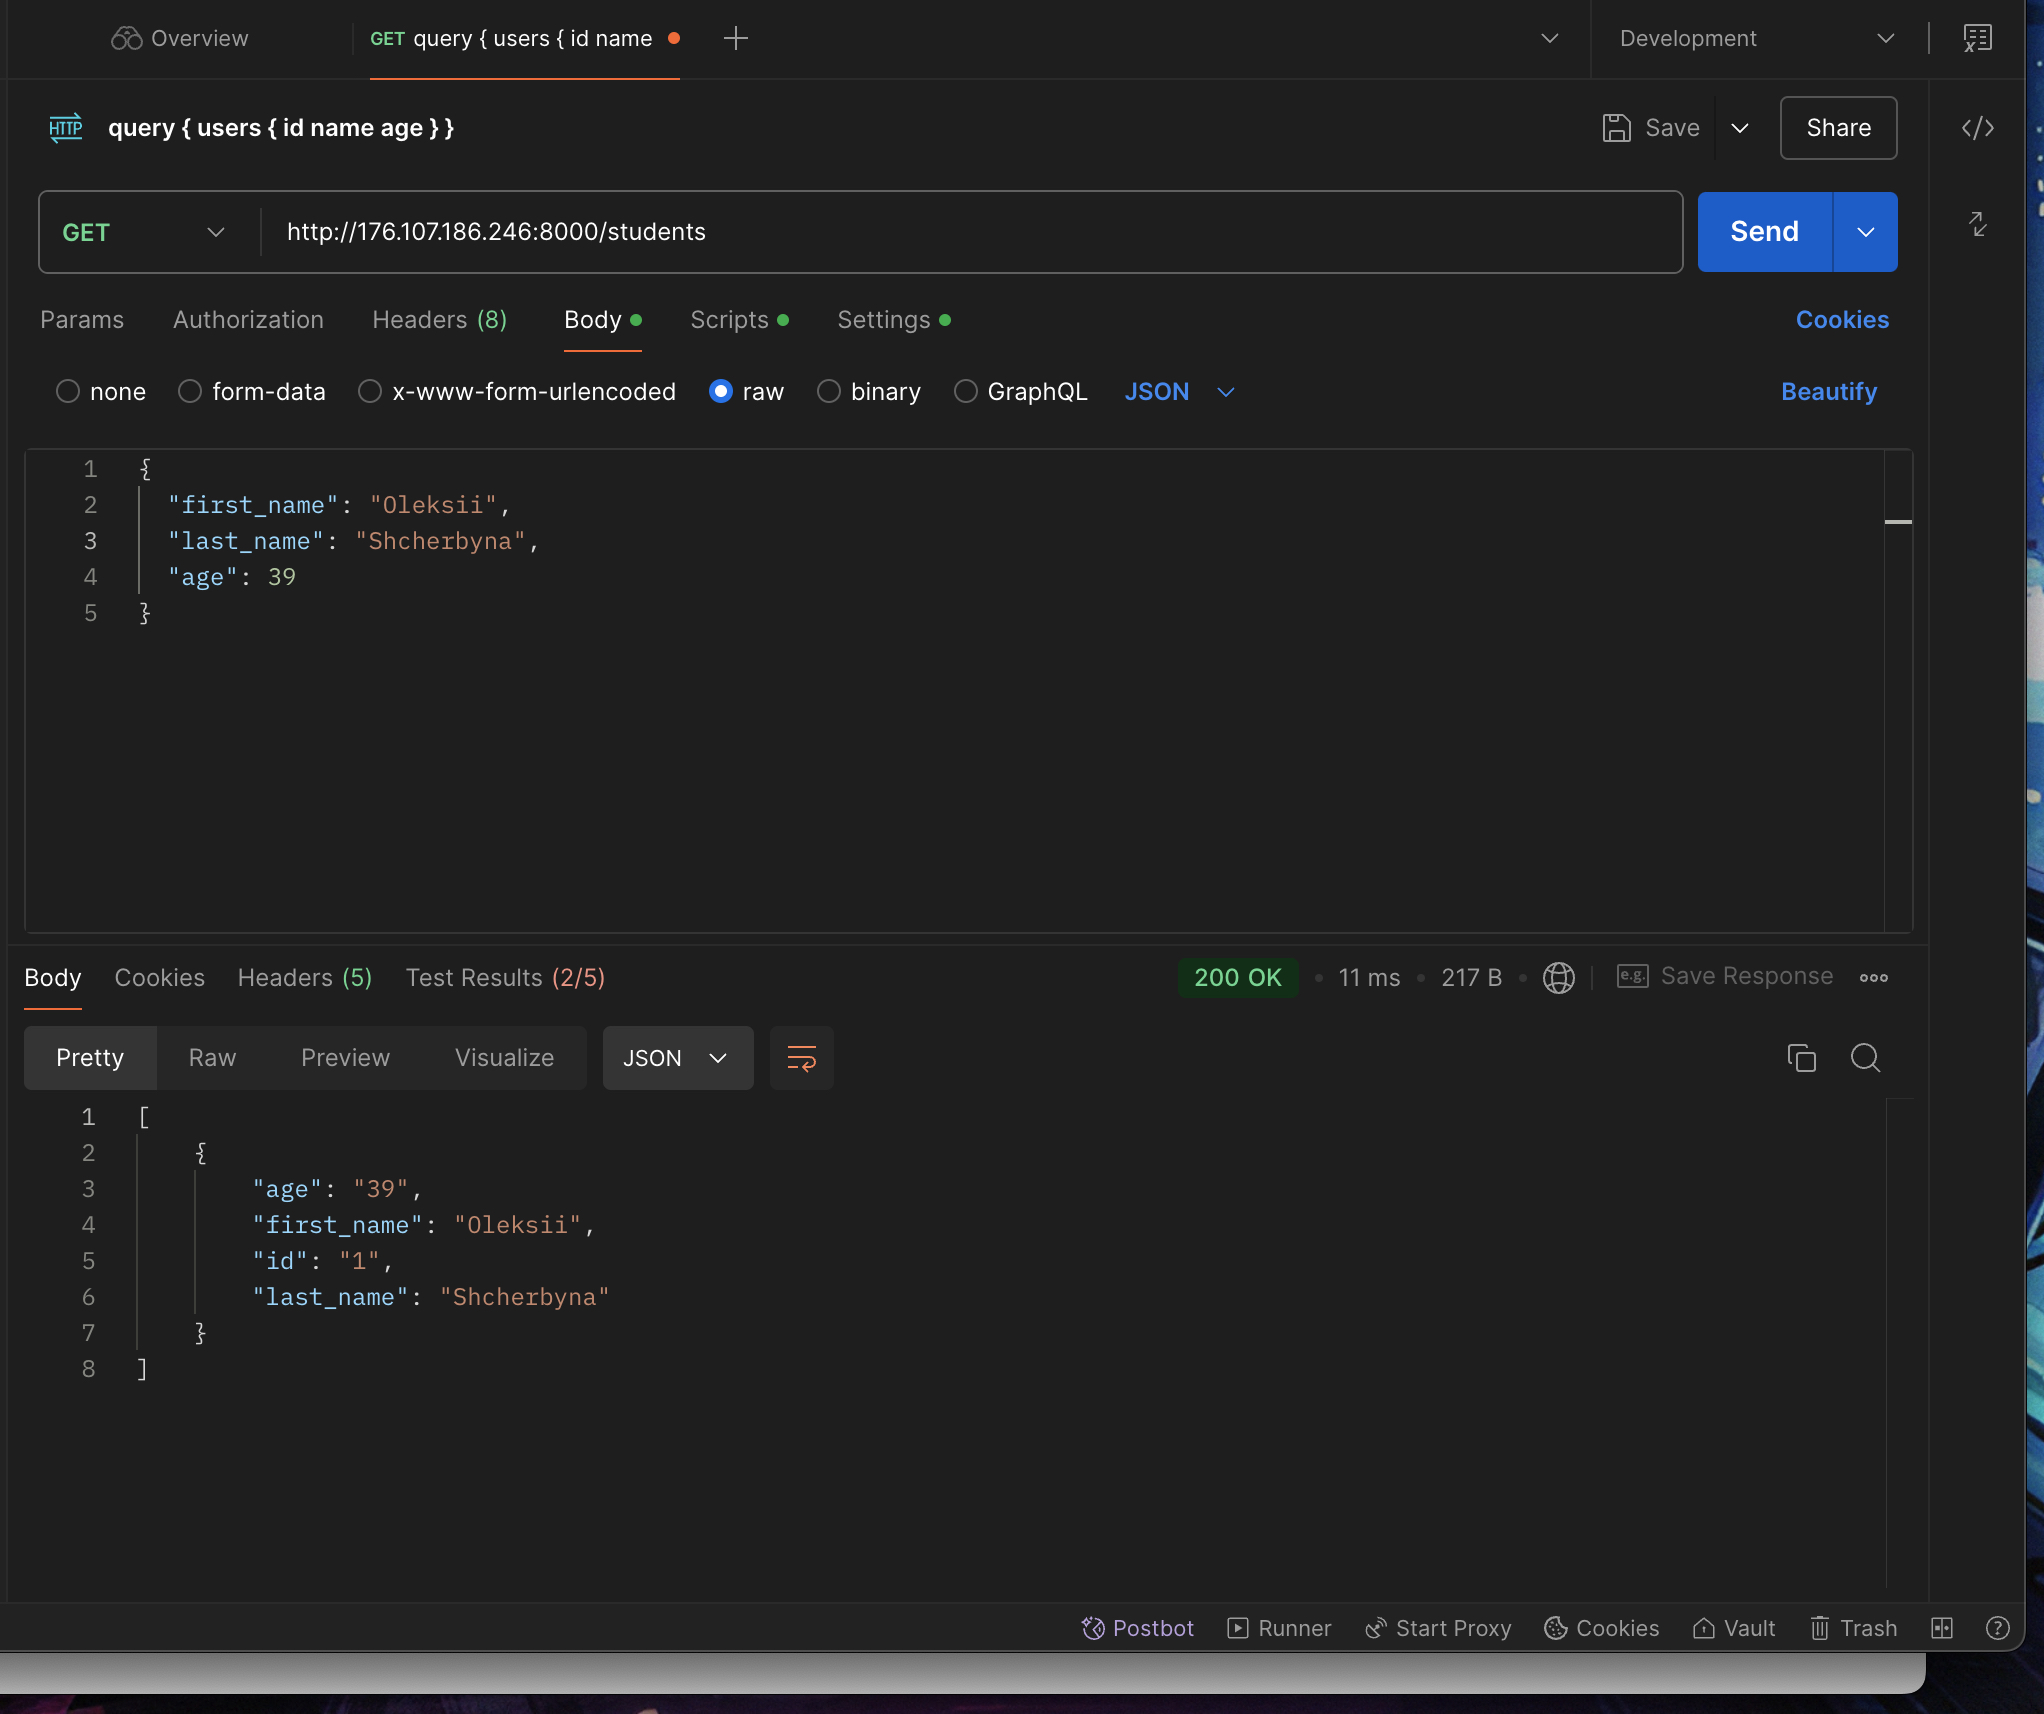 Overview
GET query { users { id name
Development
HTTP query { users { id name age } }
Save
Share
GET http://176.107.186.246:8000/students
Send
Params Authorization Headers (8) Body Scripts Settings Cookies
none form-data x-www-form-urlencoded raw binary GraphQL JSON Beautify
1 {
2 "first_name": "Oleksii",
3 "last_name": "Shcherbyna",
4 "age": 39
5 }
Body Cookies Headers (5) Test Results (2/5) 200 OK • 11 ms • 217 B • e.g. Save Response
Pretty Raw Preview Visualize JSON
1 [
2 {
3 "age": "39",
4 "first_name": "Oleksii",
5 "id": "1",
6 "last_name": "Shcherbyna"
7 }
8 ]
Postbot Runner Start Proxy Cookies Vault Trash